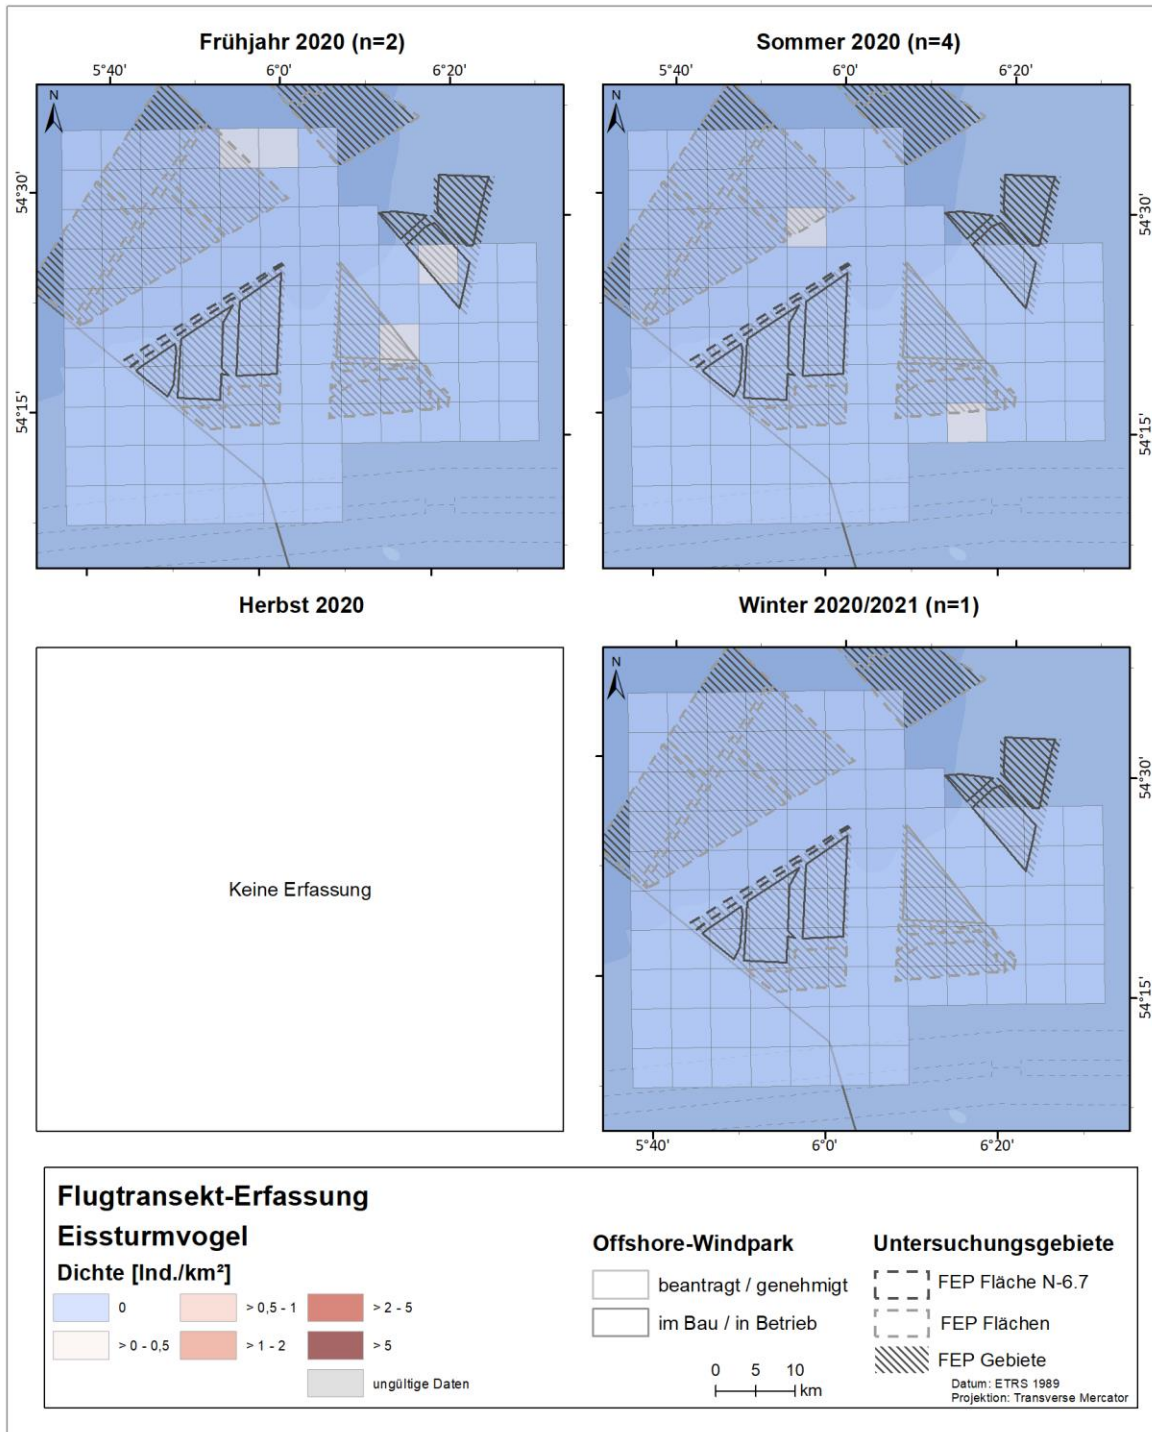 Frühjahr 2020 (n=2)
Sommer 2020 (n=4)
5°40'
6°0'
6°20'
5°40'
6°0'
6°20'
N
N
54°30'
54°15'
54°30'
54°15'
Herbst 2020
Winter 2020/2021 (n=1)
Keine Erfassung
N
54°30'
54°15'
5°40'
6°0'
6°20'
Flugtransekt-Erfassung
Eissturmvogel
Dichte [Ind./km²]
0
> 0,5 - 1
> 2 - 5
> 0 - 0,5
> 1 - 2
> 5
ungültige Daten
Offshore-Windpark
beantragt / genehmigt
im Bau / in Betrieb
0 5 10
km
Untersuchungsgebiete
FEP Fläche N-6.7
FEP Flächen
FEP Gebiete
Datum: ETRS 1989
Projektion: Transverse Mercator